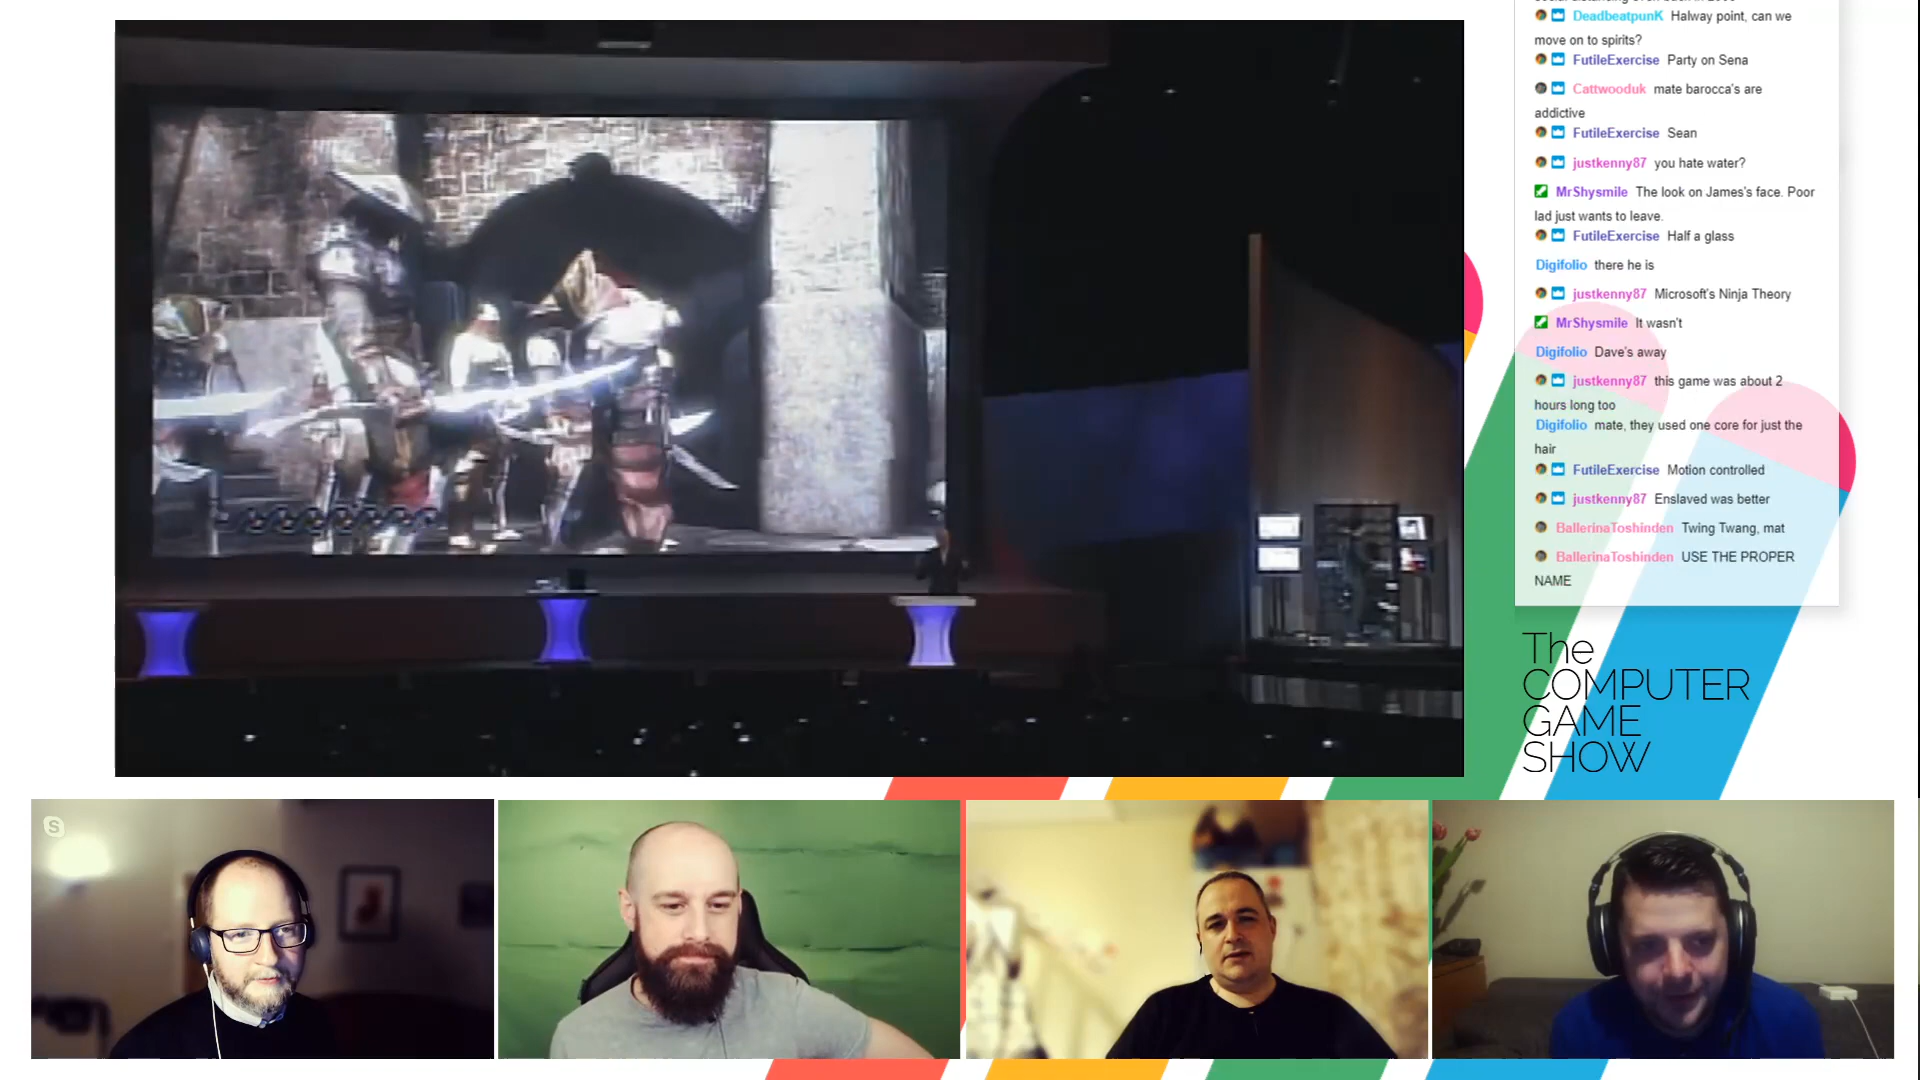 DeadbeatpunK Halway point, can we
move on to spirits?
FutileExercise Party on Sena
Cattwooduk mate barocca's are
addictive
FutileExercise Sean
justkenny87 you hate water?
MrShysmile The look on James's face. Poor
lad just wants to leave.
FutileExercise Half a glass
Digifolio there he is
justkenny87 Microsoft's Ninja Theory
MrShysmile It wasn't
Digifolio Dave's away
justkenny87 this game was about 2
hours long too
Digifolio mate, they used one core for just the
hair
FutileExercise Motion controlled
justkenny87 Enslaved was better
BallerinaToshinden Twing Twang, mat
BallerinaToshinden USE THE PROPER
NAME
The
COMPUTER
GAME
SHOW
S